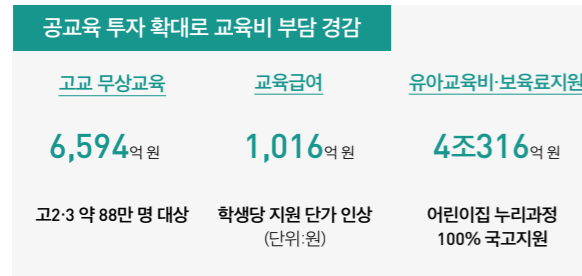 공교육 투자 확대로 교육비 부담 경감
고교 무상교육
교육급여
유아교육비·보육료지원
6,594억 원
1,016억 원
4조316억 원
고2·3 약 88만 명 대상
학생당 지원 단가 인상
(단위:원)
어린이집 누리과정
100% 국고지원